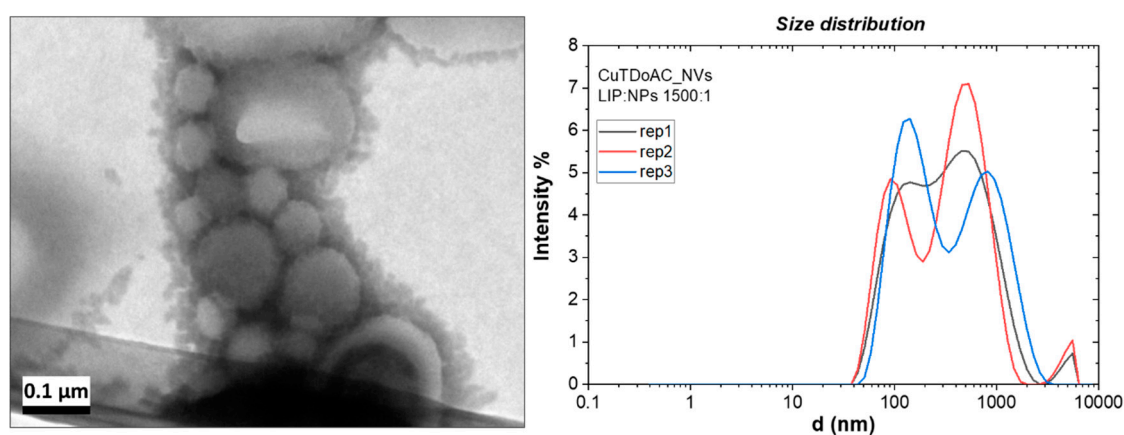 0.1 µm
Size distribution
CuTDoAC_NVs
LIP:NPs 1500:1
rep1
rep2
rep3
Intensity %
8
7
6
5
4
3
2
1
0
0.1
1
10
100
1000
10000
d (nm)